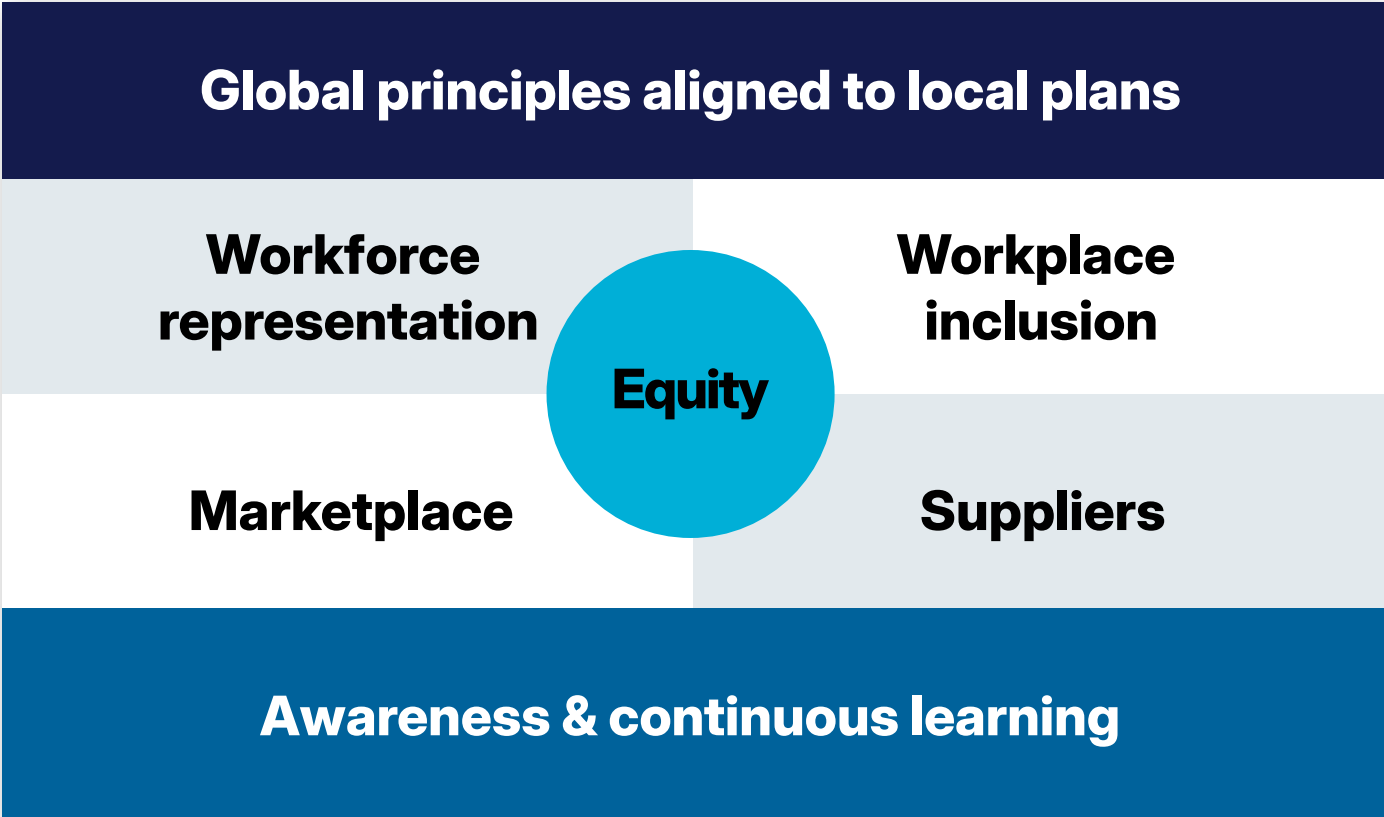 Global principles aligned to local plans
Workforce
representation
Workplace
inclusion
Equity
Marketplace
Suppliers
Awareness & continuous learning